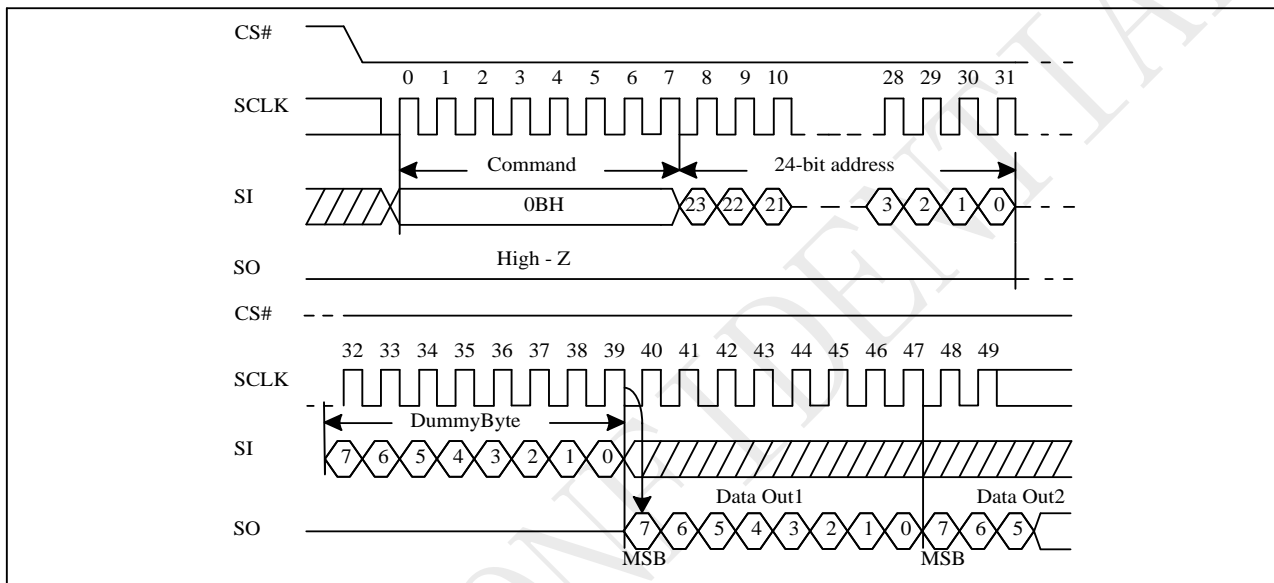 CS#
0 1 2 3 4 5 6 7 8 9 10 28 29 30 31
SCLK
Command 24-bit address
SI 0BH 23 22 21 3 2 1 0
High - Z
SO
CS#
32 33 34 35 36 37 38 39 40 41 42 43 44 45 46 47 48 49
SCLK
DummyByte
SI 7 6 5 4 3 2 1 0
Data Out1 Data Out2
SO 7 6 5 4 3 2 1 0 7 6 5
MSB MSB